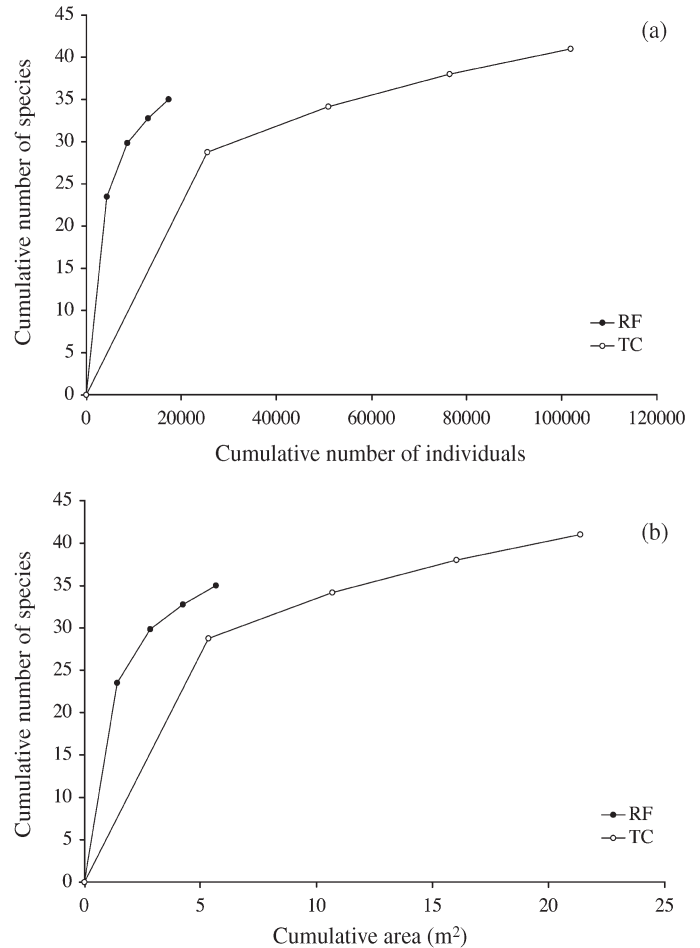 45
(a)
40
35
30
25
20
15
10
5
0
Cumulative number of species
RF
TC
0 20000 40000 60000 80000 100000 120000
Cumulative number of individuals
45
(b)
40
35
30
25
20
15
10
5
0
Cumulative number of species
RF
TC
0 5 10 15 20 25
Cumulative area (m²)